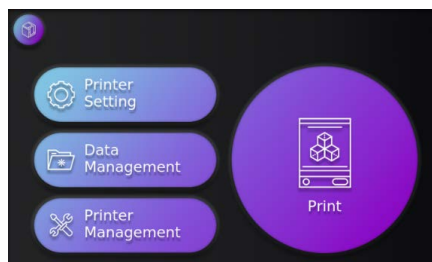 Printer
Setting
Data
Management
Printer
Management
Print